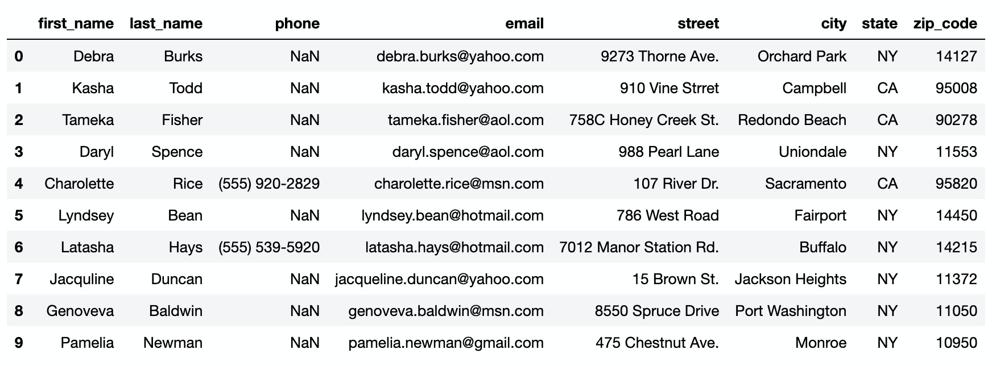 first_name last_name phone email street city state zip_code
0 Debra Burks NaN debra.burks@yahoo.com 9273 Thorne Ave. Orchard Park NY 14127
1 Kasha Todd NaN kasha.todd@yahoo.com 910 Vine Strret Campbell CA 95008
2 Tameka Fisher NaN tameka.fisher@aol.com 758C Honey Creek St. Redondo Beach CA 90278
3 Daryl Spence NaN daryl.spence@aol.com 988 Pearl Lane Uniondale NY 11553
4 Charolette Rice (555) 920-2829 charolette.rice@msn.com 107 River Dr. Sacramento CA 95820
5 Lyndsey Bean NaN lyndsey.bean@hotmail.com 786 West Road Fairport NY 14450
6 Latasha Hays (555) 539-5920 latasha.hays@hotmail.com 7012 Manor Station Rd. Buffalo NY 14215
7 Jacquline Duncan NaN jacqueline.duncan@yahoo.com 15 Brown St. Jackson Heights NY 11372
8 Genoveva Baldwin NaN genoveva.baldwin@msn.com 8550 Spruce Drive Port Washington NY 11050
9 Pamelia Newman NaN pamelia.newman@gmail.com 475 Chestnut Ave. Monroe NY 10950